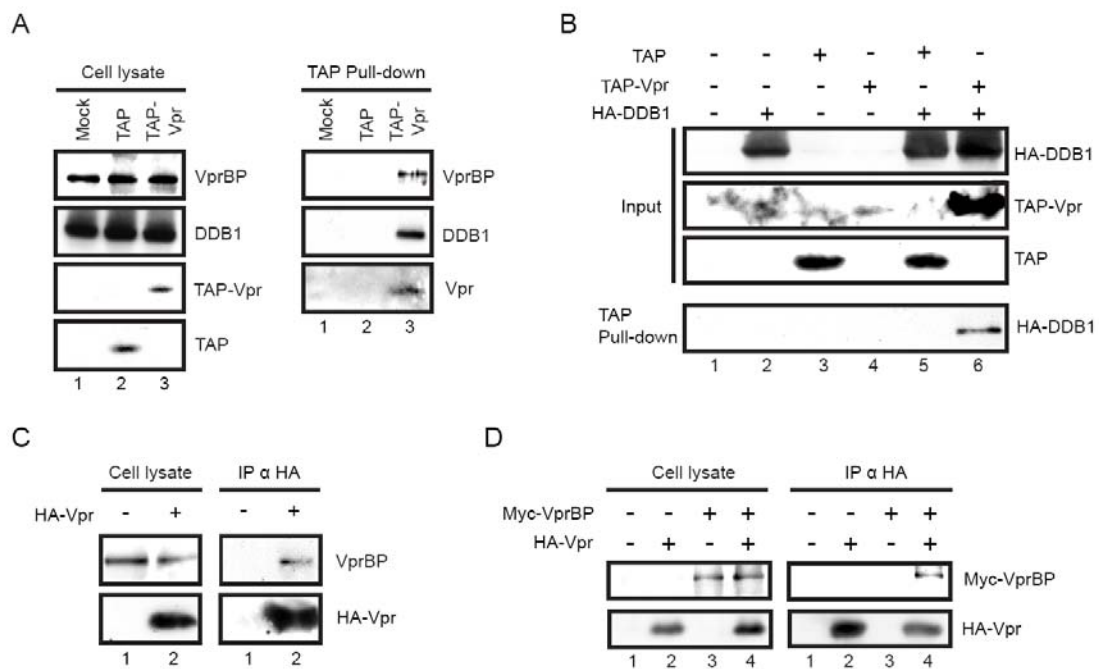 A
Cell lysate
Mock TAP TAP-Vpr
VprBP
DDB1
TAP-Vpr
TAP
1 2 3
TAP Pull-down
Mock TAP TAP-Vpr
VprBP
DDB1
Vpr
1 2 3
B
TAP - - + - + -
TAP-Vpr - - - + - +
HA-DDB1 - + - - + +
Input
HA-DDB1
TAP-Vpr
TAP
TAP Pull-down
HA-DDB1
1 2 3 4 5 6
C
Cell lysate IP α HA
HA-Vpr - + - +
VprBP
HA-Vpr
1 2 1 2
D
Cell lysate IP α HA
Myc-VprBP - - + + - - + +
HA-Vpr - + - + - + - +
Myc-VprBP
HA-Vpr
1 2 3 4 1 2 3 4